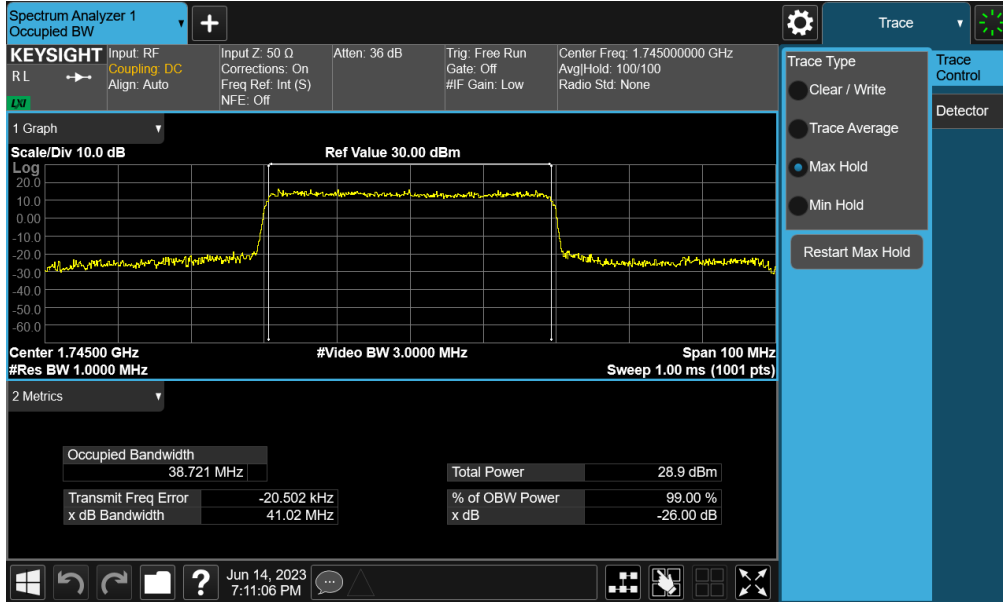 Spectrum Analyzer 1
Occupied BW
Trace
KEYSIGHT
R L
LXI
Input: RF
Coupling: DC
Align: Auto
Input Z: 50 Ω
Corrections: On
Freq Ref: Int (S)
NFE: Off
Atten: 36 dB
Trig: Free Run
Gate: Off
#IF Gain: Low
Center Freq: 1.745000000 GHz
Avg|Hold: 100/100
Radio Std: None
Trace Type
Clear / Write
Trace Average
Max Hold
Min Hold
Restart Max Hold
Trace
Control
Detector
1 Graph
Scale/Div 10.0 dB
Ref Value 30.00 dBm
Log
20.0
10.0
0.00
-10.0
-20.0
-30.0
-40.0
-50.0
-60.0
Center 1.74500 GHz
#Video BW 3.0000 MHz
Span 100 MHz
#Res BW 1.0000 MHz
Sweep 1.00 ms (1001 pts)
2 Metrics
Occupied Bandwidth
38.721 MHz
Total Power 28.9 dBm
Transmit Freq Error -20.502 kHz
% of OBW Power 99.00 %
x dB Bandwidth 41.02 MHz
x dB -26.00 dB
?
Jun 14, 2023
7:11:06 PM